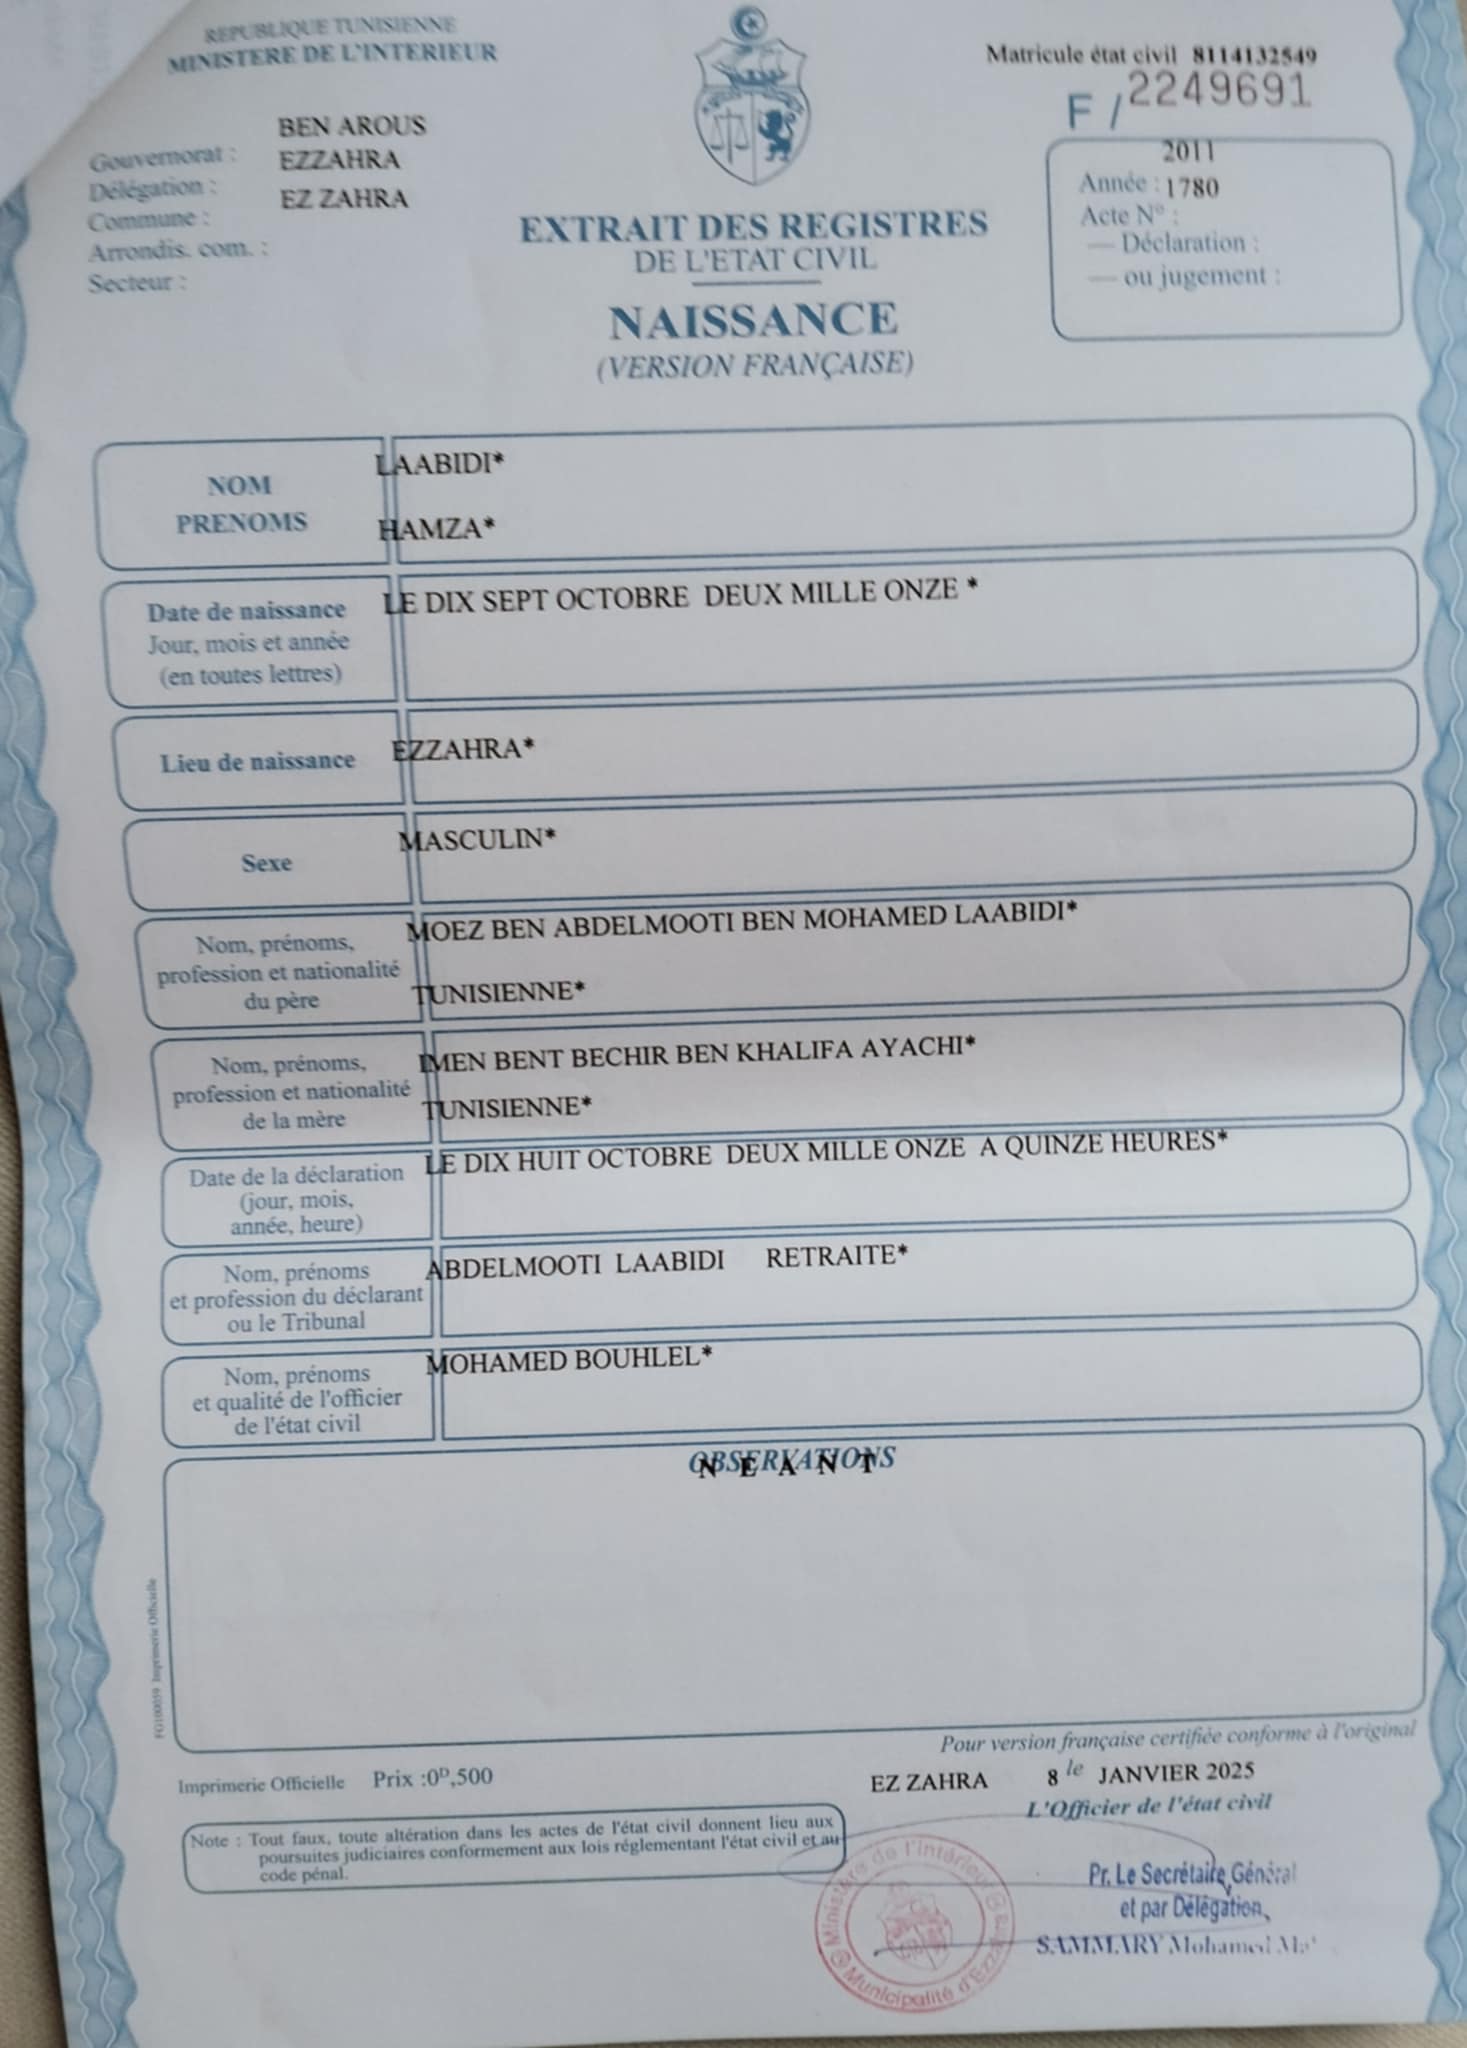 REPUBLIQUE TUNISIENNE
MINISTERE DE L'INTERIEUR
Matricule état civil 8114132549
F / 2249691
BEN AROUS
Gouvernorat :
EZZAHRA
Délégation :
EZ ZAHRA
Commune :
Arrondis. com. :
Secteur :
2011
Année : 1780
Acte N° :
— Déclaration :
— ou jugement :
EXTRAIT DES REGISTRES
DE L'ETAT CIVIL
NAISSANCE
(VERSION FRANÇAISE)
NOM
PRENOMS
LAABIDI*
HAMZA*
Date de naissance
Jour, mois et année
(en toutes lettres)
LE DIX SEPT OCTOBRE DEUX MILLE ONZE *
Lieu de naissance
EZZAHRA*
Sexe
MASCULIN*
Nom, prénoms,
profession et nationalité
du père
MOEZ BEN ABDELMOOTI BEN MOHAMED LAABIDI*
TUNISIENNE*
Nom, prénoms,
profession et nationalité
de la mère
IMEN BENT BECHIR BEN KHALIFA AYACHI*
TUNISIENNE*
Date de la déclaration
(jour, mois,
année, heure)
LE DIX HUIT OCTOBRE DEUX MILLE ONZE A QUINZE HEURES*
Nom, prénoms
et profession du déclarant
ou le Tribunal
ABDELMOOTI LAABIDI RETRAITE*
Nom, prénoms
et qualité de l'officier
de l'état civil
MOHAMED BOUHLEL*
OBSERVATIONS
N E A N T
FG100059 Imprimerie Officielle
Pour version française certifiée conforme à l'original
Imprimerie Officielle Prix :0ᴰ,500
EZ ZAHRA 8 le JANVIER 2025
L'Officier de l'état civil
Note : Tout faux, toute altération dans les actes de l'état civil donnent lieu aux
poursuites judiciaires conformement aux lois réglementant l'état civil et au
code pénal.
Ministère de l'Intérieur
Municipalité d'Ezzahra
Pr. Le Secrétaire Général
et par Délégation,
SAMMARY Mohamed